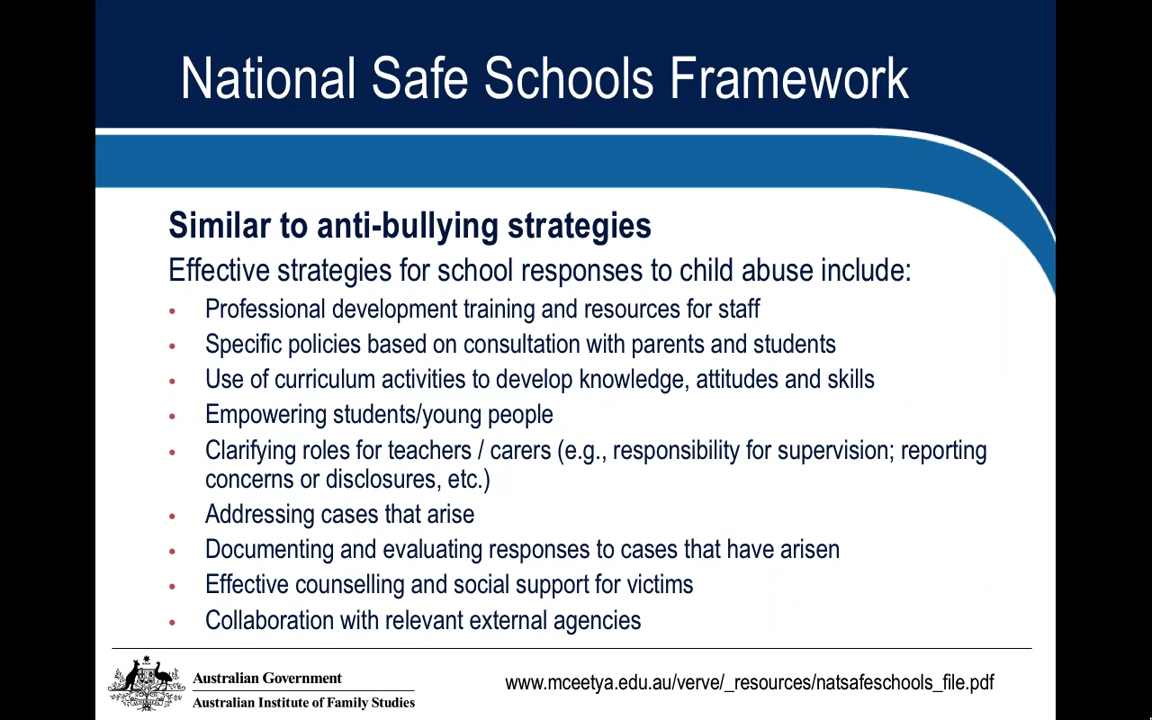 National Safe Schools Framework
Similar to anti-bullying strategies
Effective strategies for school responses to child abuse include:
• Professional development training and resources for staff
• Specific policies based on consultation with parents and students
• Use of curriculum activities to develop knowledge, attitudes and skills
• Empowering students/young people
• Clarifying roles for teachers / carers (e.g., responsibility for supervision; reporting
concerns or disclosures, etc.)
• Addressing cases that arise
• Documenting and evaluating responses to cases that have arisen
• Effective counselling and social support for victims
• Collaboration with relevant external agencies
Australian Government
Australian Institute of Family Studies
www.mceetya.edu.au/verve/_resources/natsafeschools_file.pdf